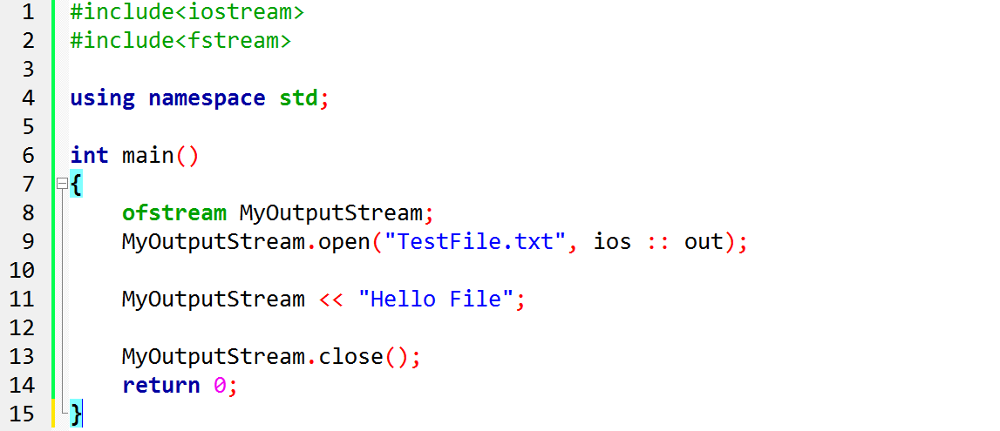 1 #include<iostream>
2 #include<fstream>
3
4 using namespace std;
5
6 int main()
7 {
8     ofstream MyOutputStream;
9     MyOutputStream.open("TestFile.txt", ios :: out);
10
11     MyOutputStream << "Hello File";
12
13     MyOutputStream.close();
14     return 0;
15 }